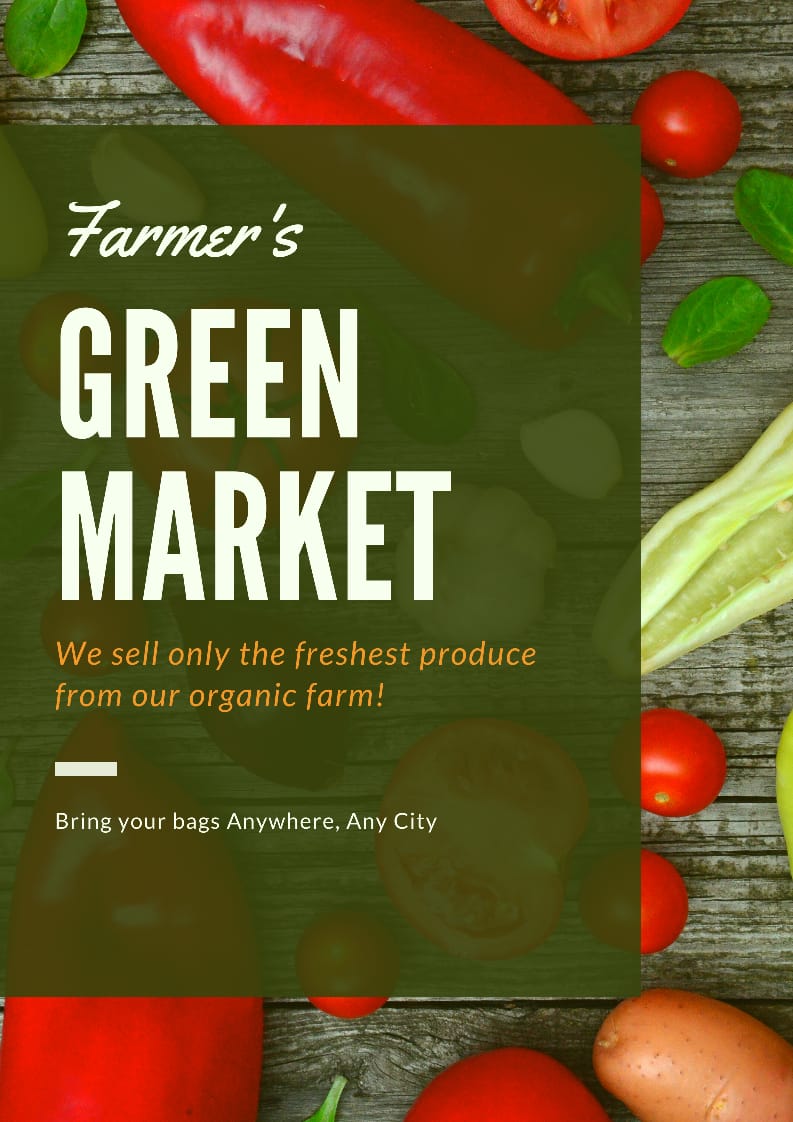 Farmer's
GREEN
MARKET
We sell only the freshest produce
from our organic farm!
Bring your bags Anywhere, Any City